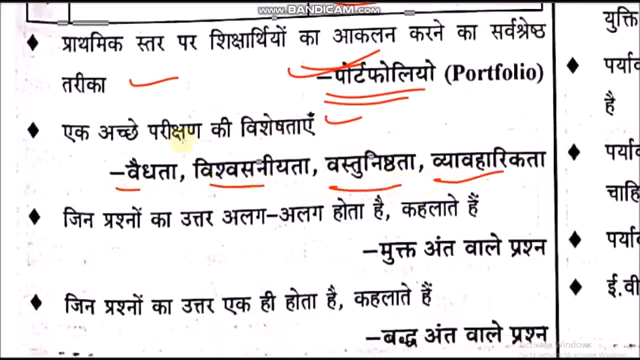 WWW.BANDICAM.COM
♦ प्राथमिक स्तर पर शिक्षार्थियों का आकलन करने का सर्वश्रेष्ठ
तरीका –पोर्टफोलियो (Portfolio)
♦ एक अच्छे परीक्षण की विशेषताएँ
–वैधता, विश्वसनीयता, वस्तुनिष्ठता, व्यावहारिकता
♦ जिन प्रश्नों का उत्तर अलग-अलग होता है, कहलाते हैं
–मुक्त अंत वाले प्रश्न
♦ जिन प्रश्नों का उत्तर एक ही होता है, कहलाते हैं
–बद्ध अंत वाले प्रश्न
युक्ति
♦ पर्या
है
♦ पर्या
चाहि
♦ पर्या
♦ ई.वी